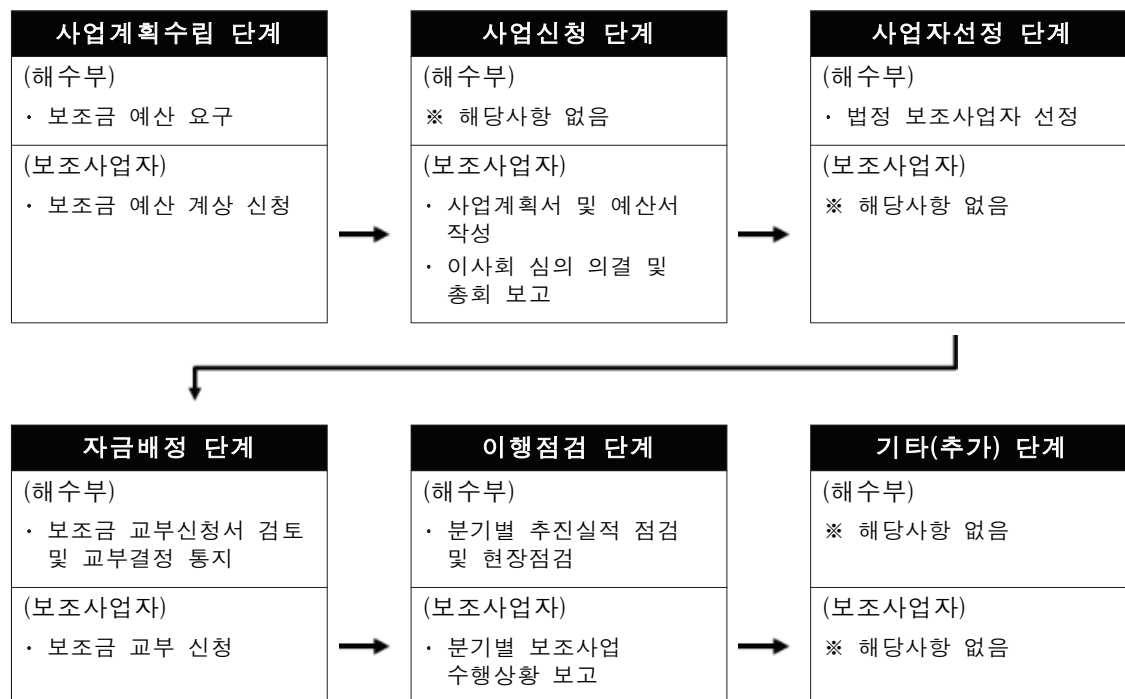 사업계획수립 단계
(해수부)
· 보조금 예산 요구
(보조사업자)
· 보조금 예산 계상 신청
사업신청 단계
(해수부)
※ 해당사항 없음
(보조사업자)
· 사업계획서 및 예산서
작성
· 이사회 심의 의결 및
총회 보고
사업자선정 단계
(해수부)
· 법정 보조사업자 선정
(보조사업자)
※ 해당사항 없음
자금배정 단계
(해수부)
· 보조금 교부신청서 검토
및 교부결정 통지
(보조사업자)
· 보조금 교부 신청
이행점검 단계
(해수부)
· 분기별 추진실적 점검
및 현장점검
(보조사업자)
· 분기별 보조사업
수행상황 보고
기타(추가) 단계
(해수부)
※ 해당사항 없음
(보조사업자)
※ 해당사항 없음